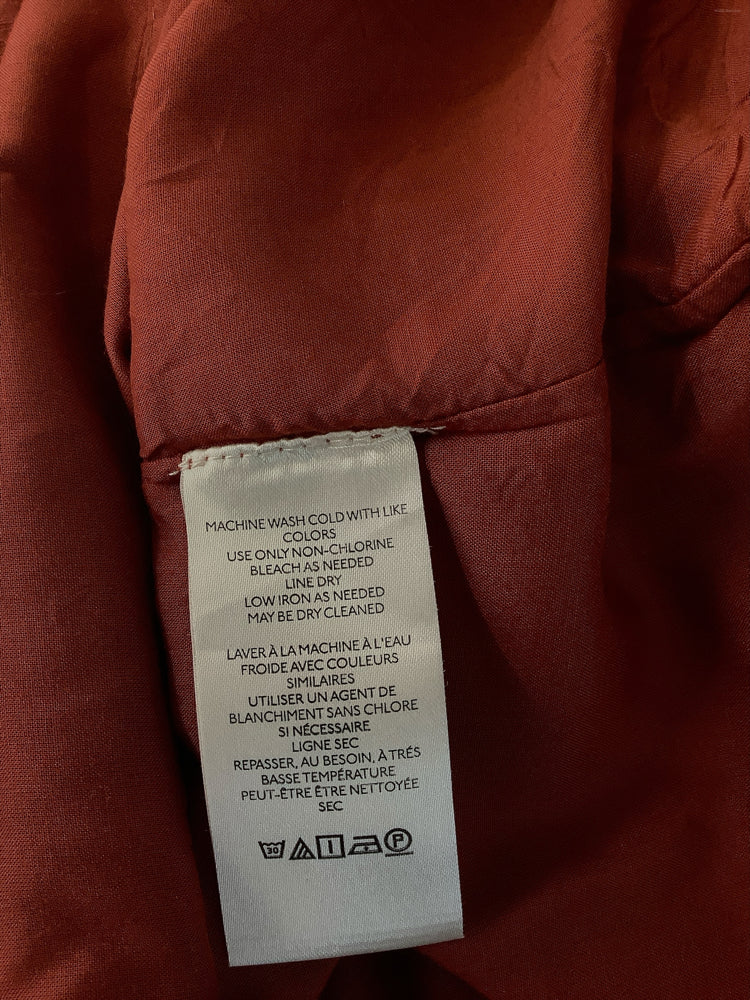 MACHINE WASH COLD WITH LIKE
COLORS
USE ONLY NON-CHLORINE
BLEACH AS NEEDED
LINE DRY
LOW IRON AS NEEDED
MAY BE DRY CLEANED
LAVER À LA MACHINE À L'EAU
FROIDE AVEC COULEURS
SIMILAIRES
UTILISER UN AGENT DE
BLANCHIMENT SANS CHLORE
SI NÉCESSAIRE
LIGNE SEC
REPASSER, AU BESOIN, À TRÉS
BASSE TEMPÉRATURE
PEUT-ÊTRE ÊTRE NETTOYÉE
SEC
30 P